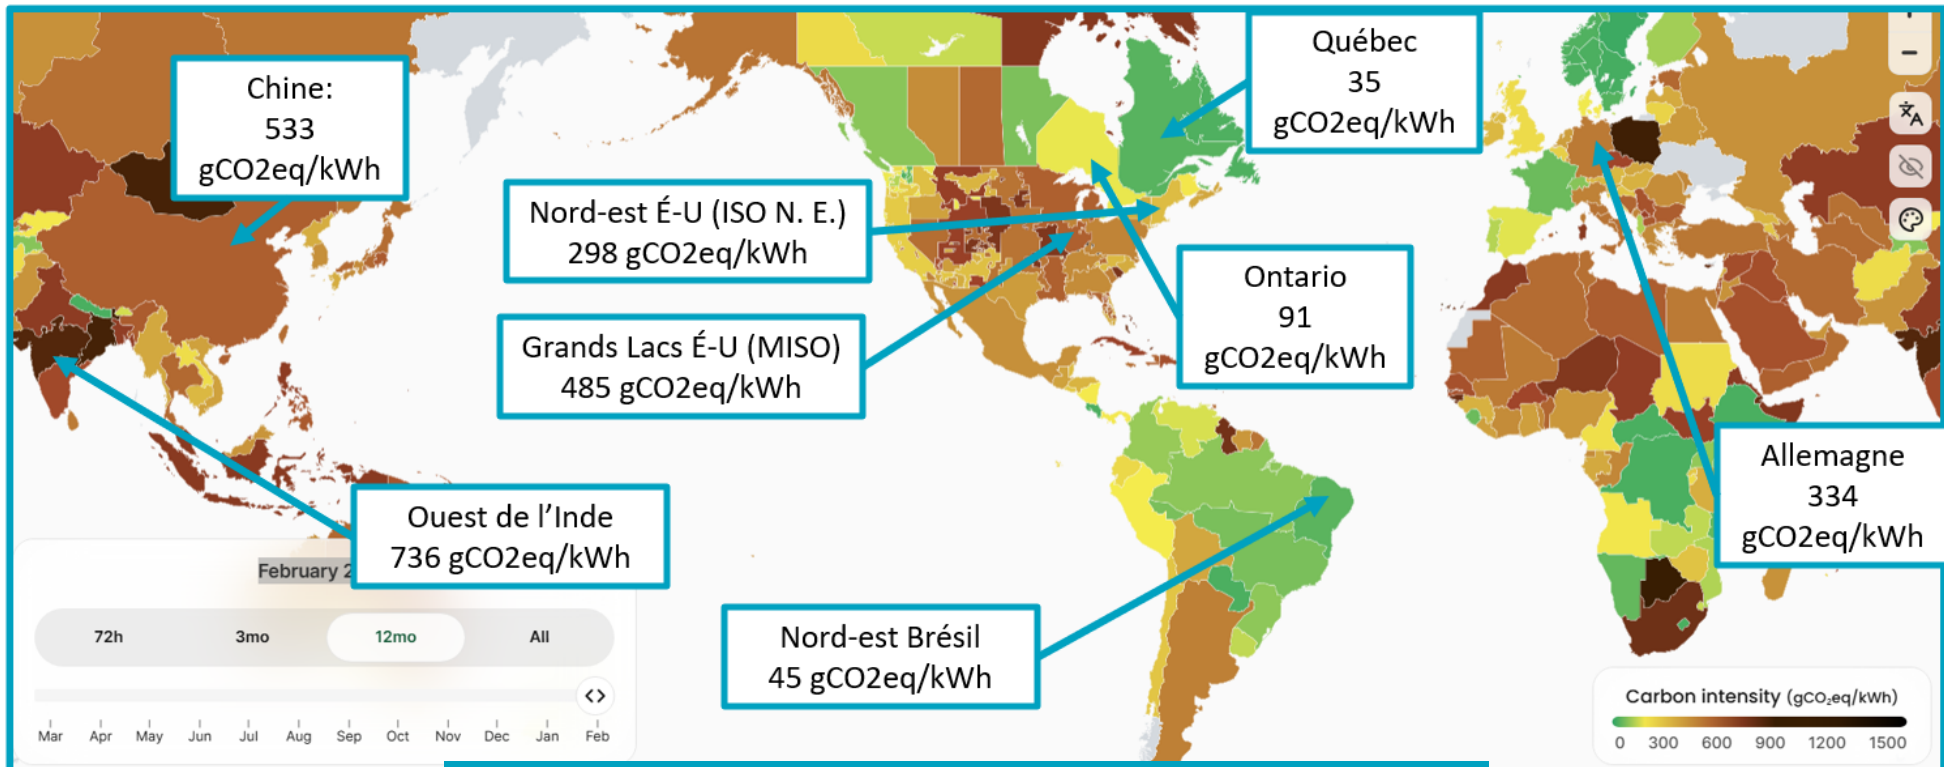 Chine:
533
gCO2eq/kWh
Québec
35
gCO2eq/kWh
Nord-est É-U (ISO N. E.)
298 gCO2eq/kWh
Ontario
91
gCO2eq/kWh
Grands Lacs É-U (MISO)
485 gCO2eq/kWh
Allemagne
334
gCO2eq/kWh
Ouest de l’Inde
736 gCO2eq/kWh
Nord-est Brésil
45 gCO2eq/kWh
February 2
72h 3mo 12mo All
Mar Apr May Jun Jul Aug Sep Oct Nov Dec Jan Feb
Carbon intensity (gCO₂eq/kWh)
0 300 600 900 1200 1500